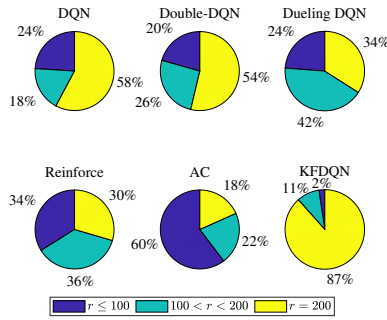 DQN
Double-DQN
Dueling DQN
24%
58%
18%
20%
54%
26%
24%
34%
42%
Reinforce
AC
KFDQN
34%
30%
36%
60%
18%
22%
11%
2%
87%
r ≤ 100
100 < r < 200
r = 200